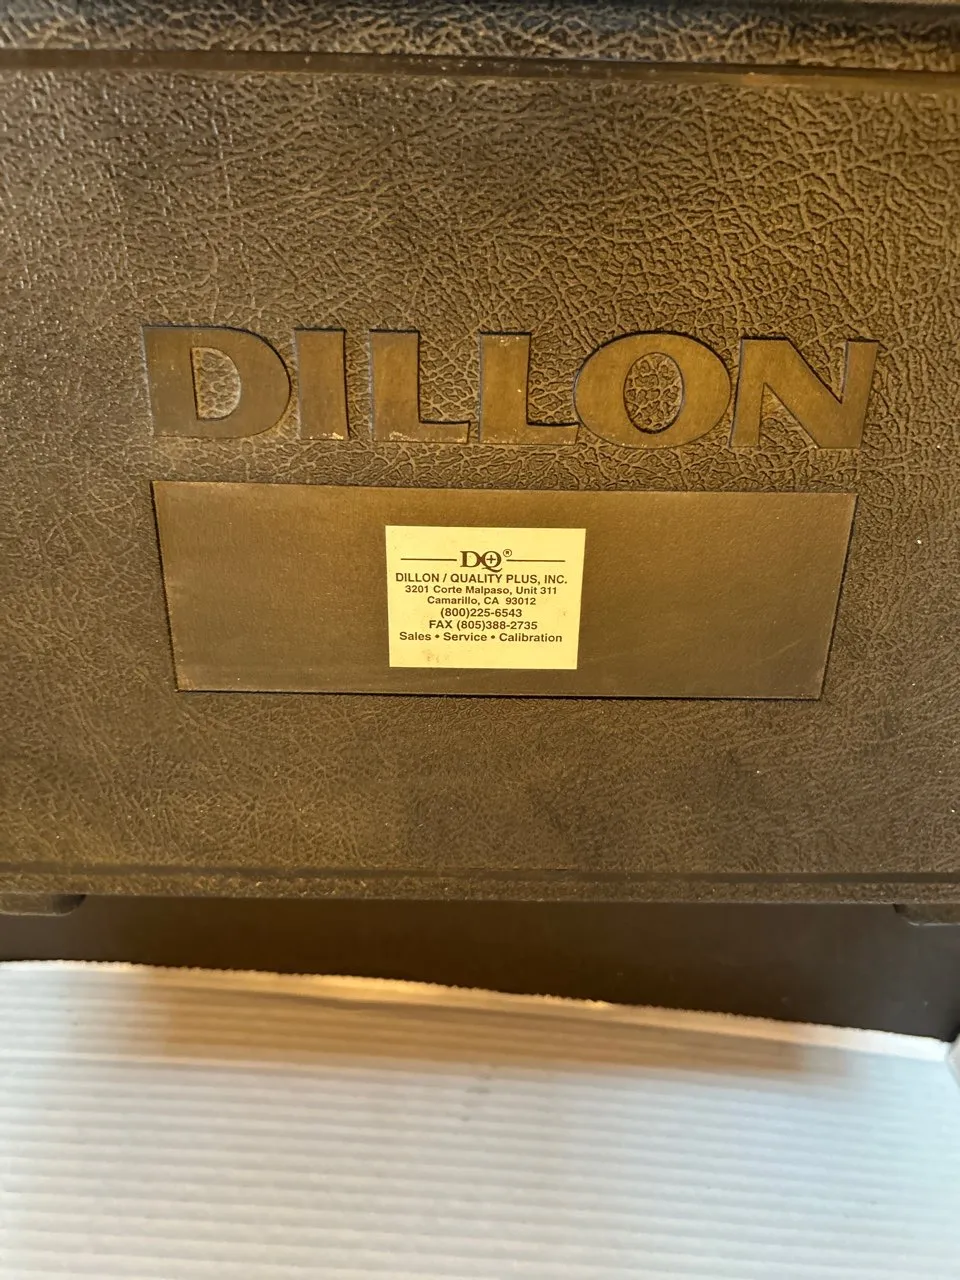 DILLON
DQ®
DILLON / QUALITY PLUS, INC.
3201 Corte Malpaso, Unit 311
Camarillo, CA 93012
(800)225-6543
FAX (805)388-2735
Sales • Service • Calibration